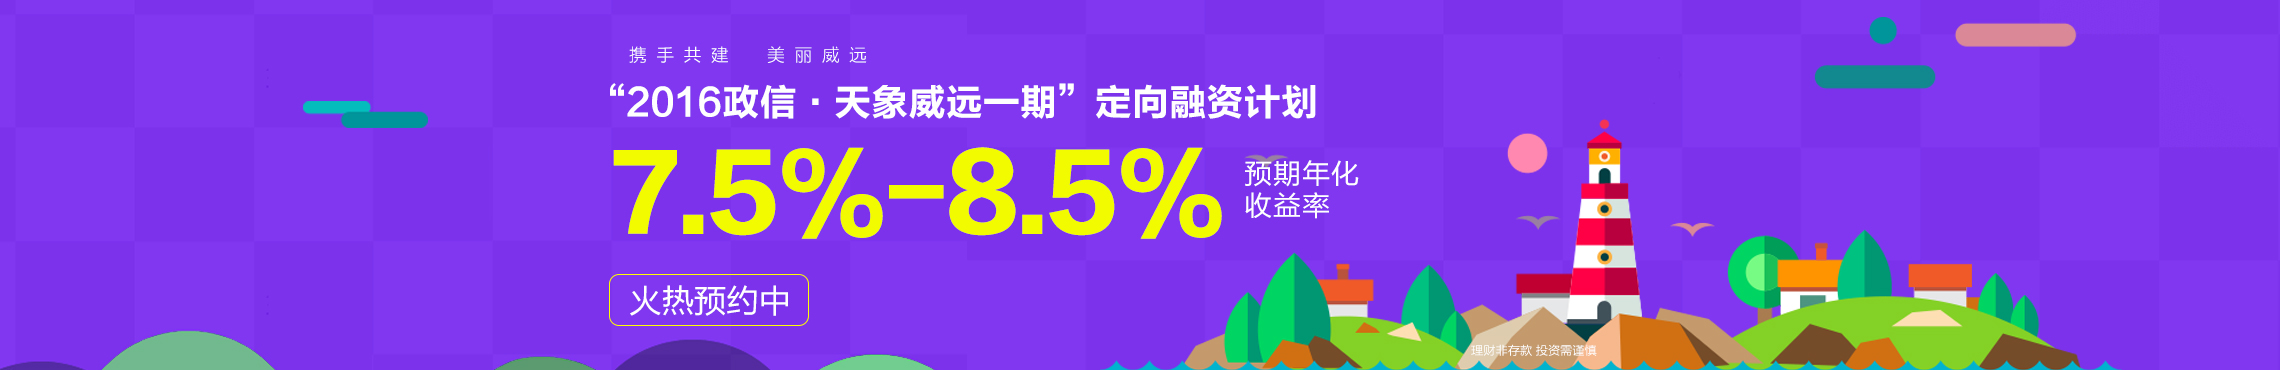 携手共建 美丽威远
“2016政信·天象威远一期”定向融资计划
7.5%-8.5%
预期年化
收益率
火热预约中
理财非存款 投资需谨慎